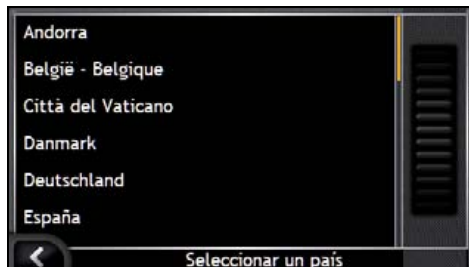 Andorra
België - Belgique
Città del Vaticano
Danmark
Deutschland
España
Seleccionar un país